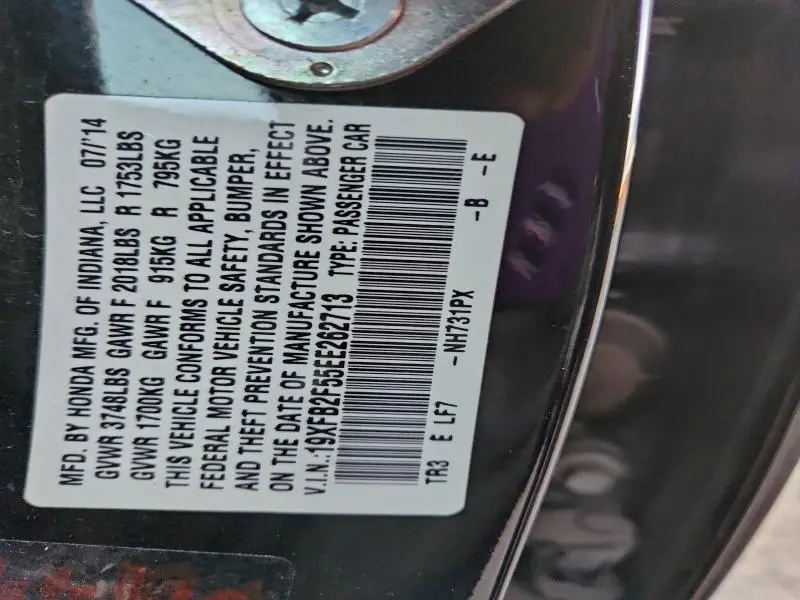 MFD. BY HONDA MFG. OF INDIANA, LLC 07/'14
GVWR 3748LBS GAWR F 2018LBS R 1753LBS
GVWR 1700KG GAWR F 915KG R 795KG
THIS VEHICLE CONFORMS TO ALL APPLICABLE
FEDERAL MOTOR VEHICLE SAFETY, BUMPER,
AND THEFT PREVENTION STANDARDS IN EFFECT
ON THE DATE OF MANUFACTURE SHOWN ABOVE.
V.I.N.:19XFB2F55EE262713 TYPE: PASSENGER CAR
TR3 E LF7 -NH731PX -B -E